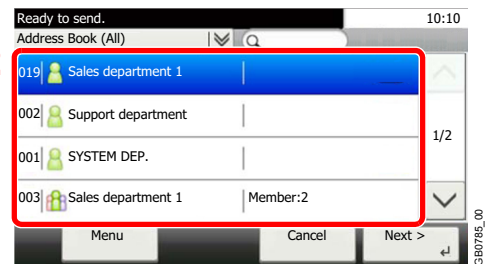 Ready to send. 10:10
Address Book (All)
019 Sales department 1
002 Support department
1/2
001 SYSTEM DEP.
003 Sales department 1 Member:2
Menu Cancel Next >
GB0785_00